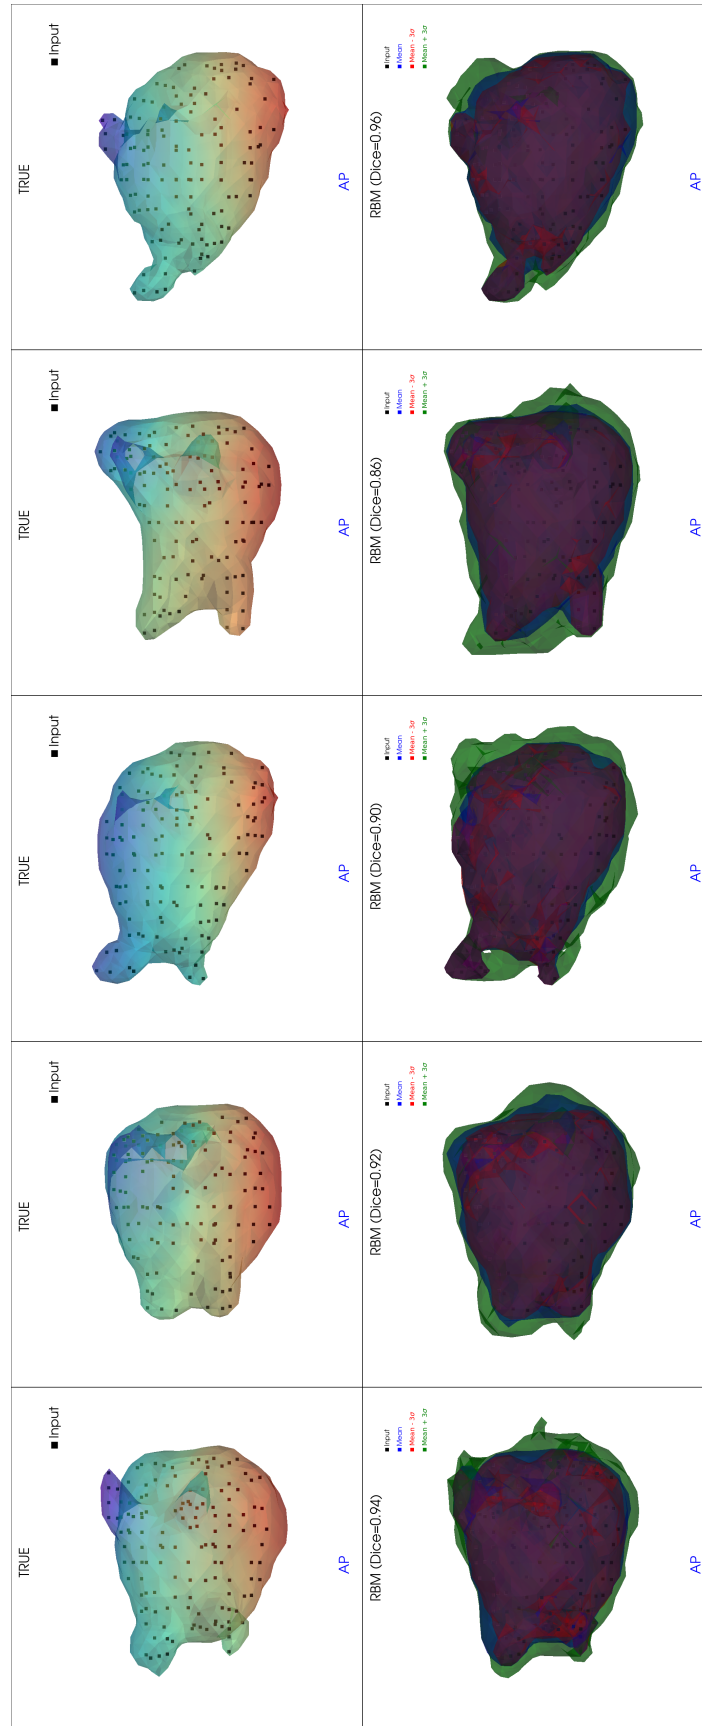 TRUE
■ Input
AP
RBM (Dice=0.96)
■ Input
■ Mean
■ Mean - 3σ
■ Mean + 3σ
AP
TRUE
■ Input
AP
RBM (Dice=0.86)
■ Input
■ Mean
■ Mean - 3σ
■ Mean + 3σ
AP
TRUE
■ Input
AP
RBM (Dice=0.90)
■ Input
■ Mean
■ Mean - 3σ
■ Mean + 3σ
AP
TRUE
■ Input
AP
RBM (Dice=0.92)
■ Input
■ Mean
■ Mean - 3σ
■ Mean + 3σ
AP
TRUE
■ Input
AP
RBM (Dice=0.94)
■ Input
■ Mean
■ Mean - 3σ
■ Mean + 3σ
AP